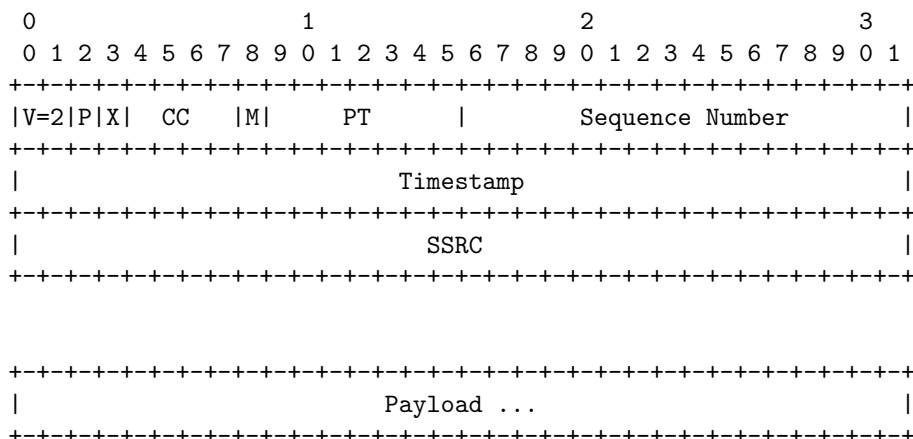 0                   1                   2                   3
0 1 2 3 4 5 6 7 8 9 0 1 2 3 4 5 6 7 8 9 0 1 2 3 4 5 6 7 8 9 0 1
+-+-+-+-+-+-+-+-+-+-+-+-+-+-+-+-+-+-+-+-+-+-+-+-+-+-+-+-+-+-+-+-+
|V=2|P|X|  CC   |M|     PT      |        Sequence Number        |
+-+-+-+-+-+-+-+-+-+-+-+-+-+-+-+-+-+-+-+-+-+-+-+-+-+-+-+-+-+-+-+-+
|                           Timestamp                           |
+-+-+-+-+-+-+-+-+-+-+-+-+-+-+-+-+-+-+-+-+-+-+-+-+-+-+-+-+-+-+-+-+
|                             SSRC                              |
+-+-+-+-+-+-+-+-+-+-+-+-+-+-+-+-+-+-+-+-+-+-+-+-+-+-+-+-+-+-+-+-+
+-+-+-+-+-+-+-+-+-+-+-+-+-+-+-+-+-+-+-+-+-+-+-+-+-+-+-+-+-+-+-+-+
|                          Payload ...                          |
+-+-+-+-+-+-+-+-+-+-+-+-+-+-+-+-+-+-+-+-+-+-+-+-+-+-+-+-+-+-+-+-+